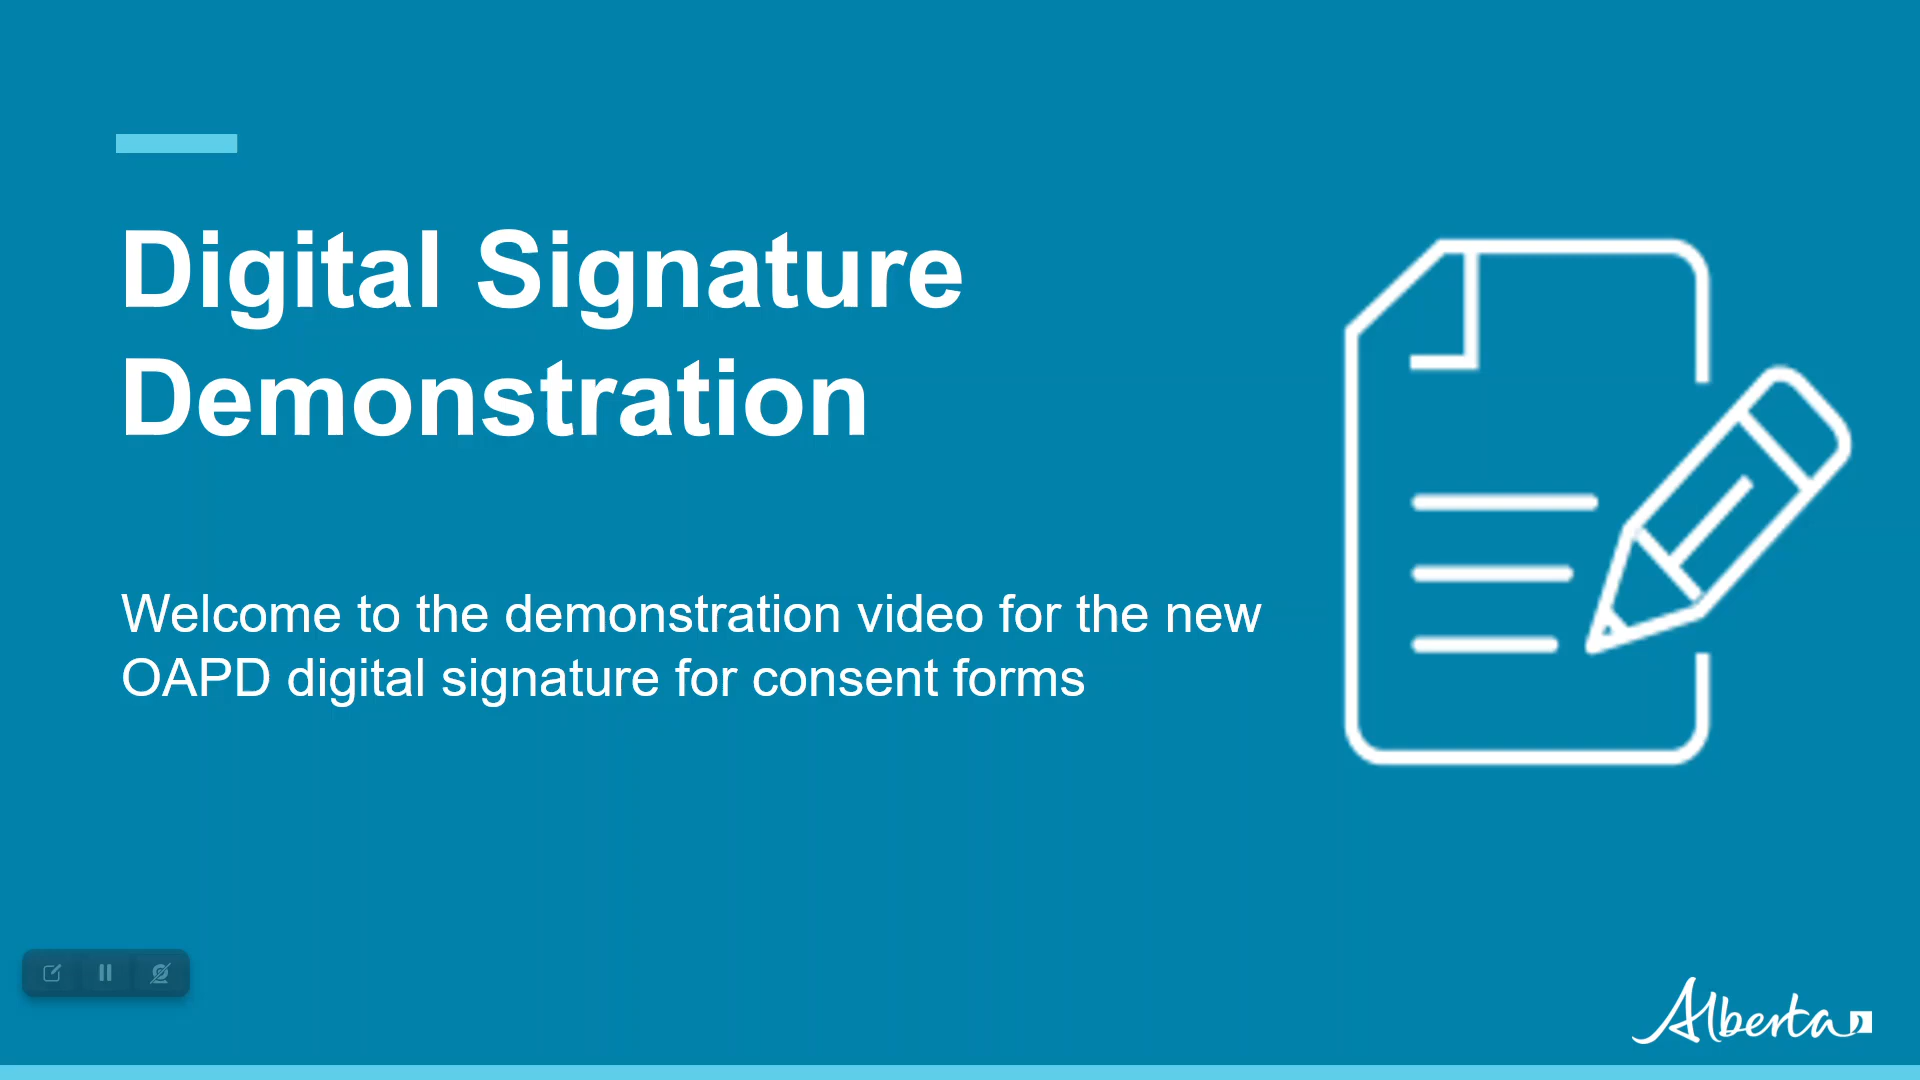 Digital Signature
Demonstration
Welcome to the demonstration video for the new
OAPD digital signature for consent forms
Alberta